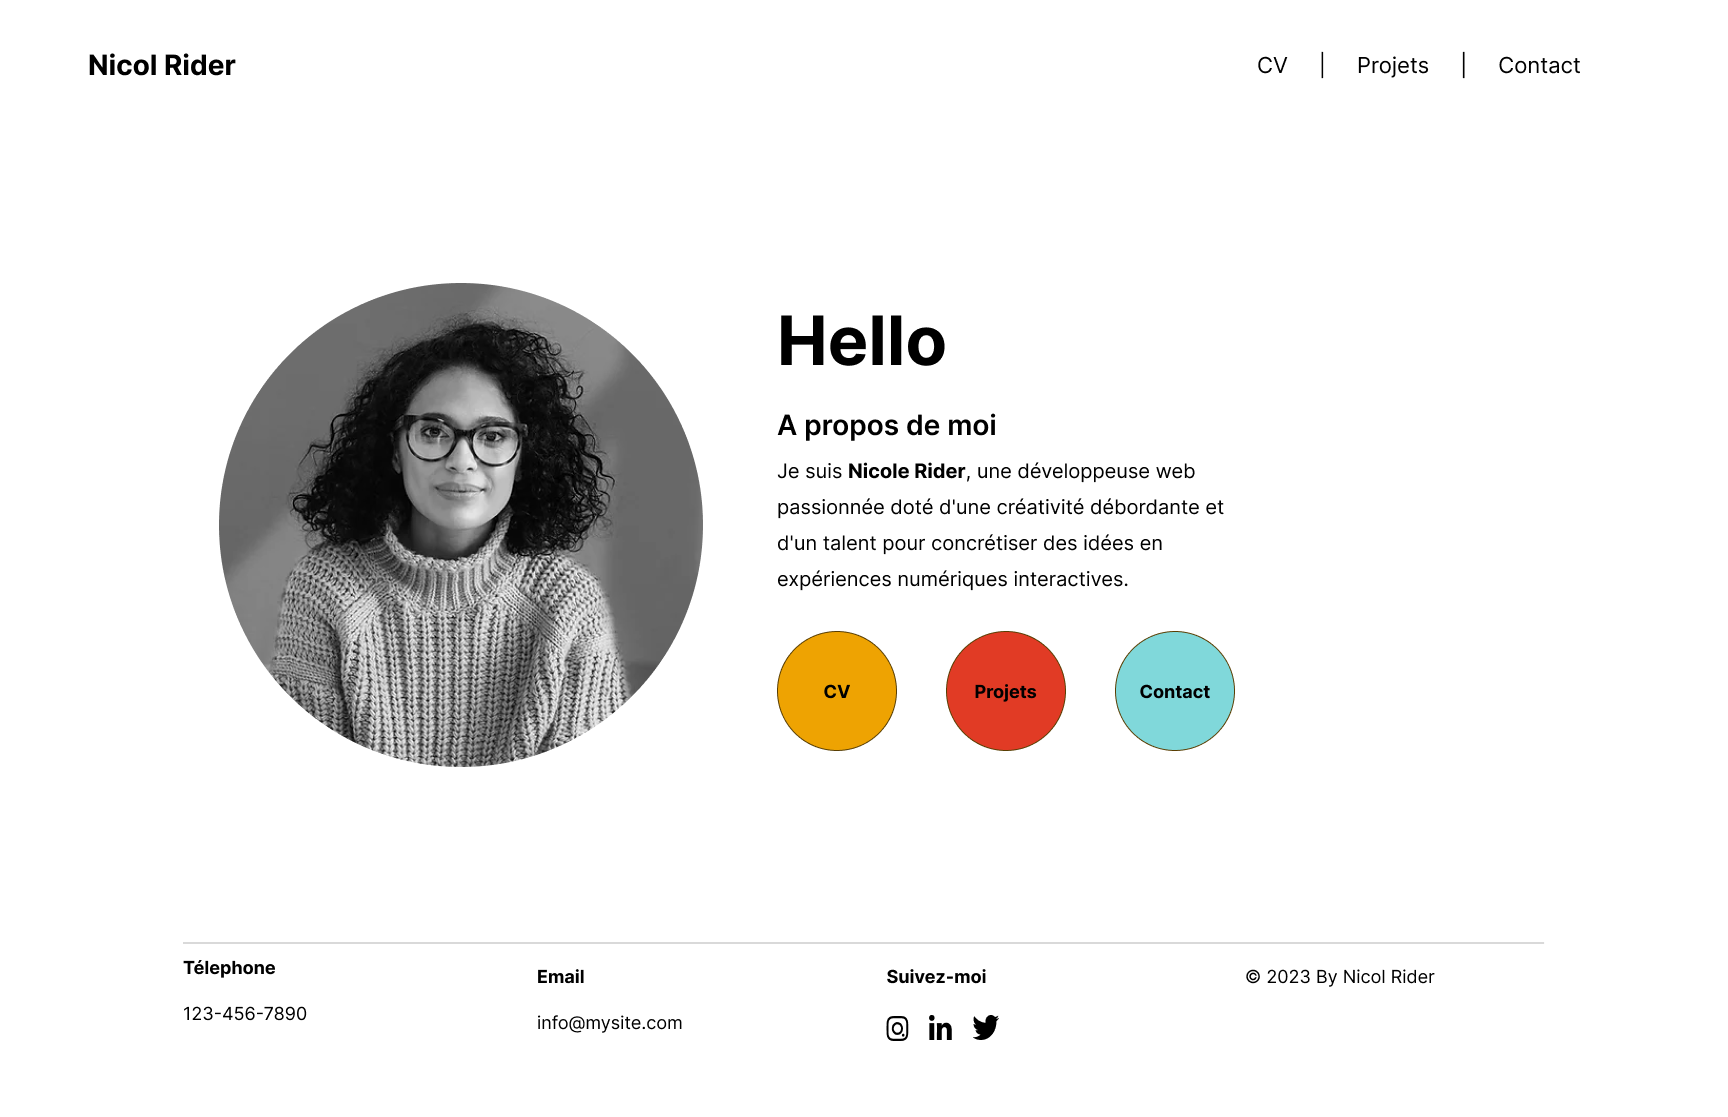 Nicol Rider
CV | Projets | Contact
Hello
A propos de moi
Je suis Nicole Rider, une développeuse web
passionnée doté d'une créativité débordante et
d'un talent pour concrétiser des idées en
expériences numériques interactives.
CV
Projets
Contact
Télephone
123-456-7890
Email
info@mysite.com
Suivez-moi
© 2023 By Nicol Rider